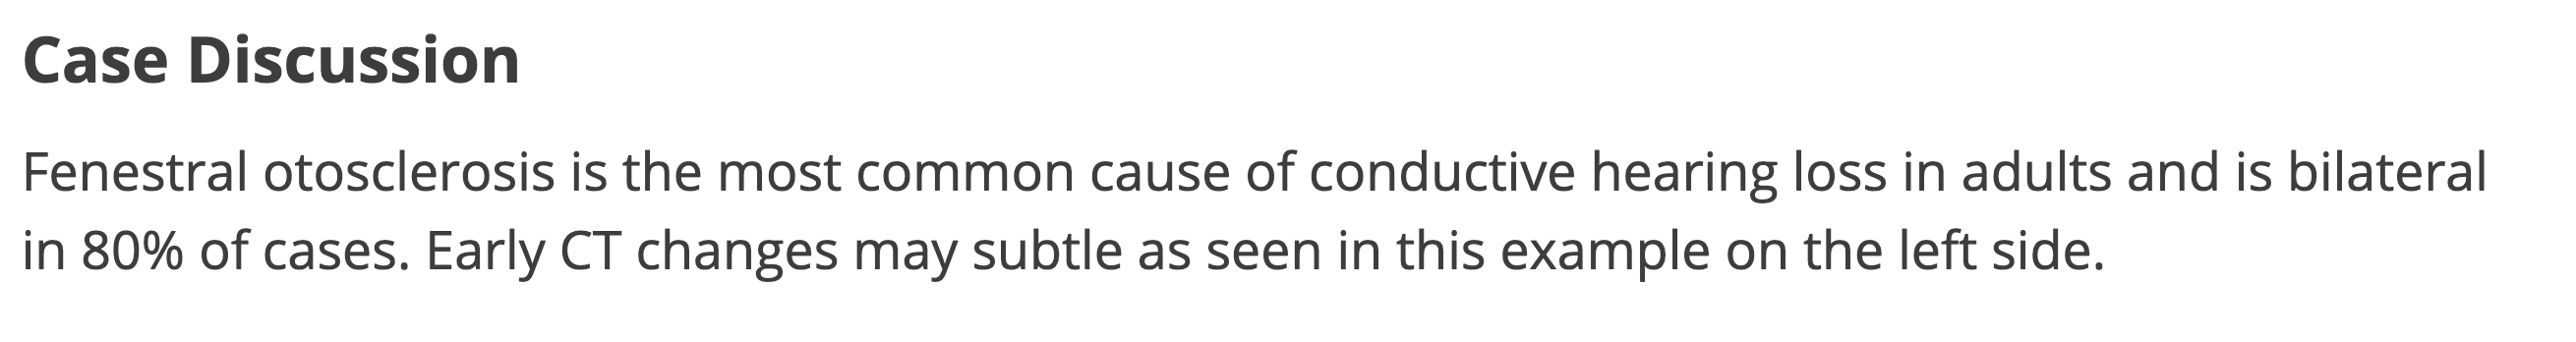 Case Discussion
Fenestral otosclerosis is the most common cause of conductive hearing loss in adults and is bilateral
in 80% of cases. Early CT changes may subtle as seen in this example on the left side.